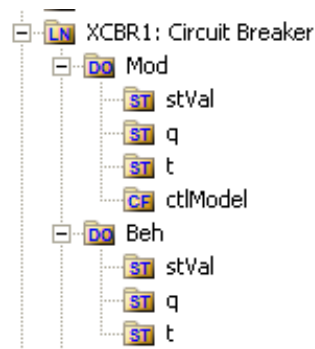 LN XCBR1: Circuit Breaker
DO Mod
ST stVal
ST q
ST t
CF ctlModel
DO Beh
ST stVal
ST q
ST t